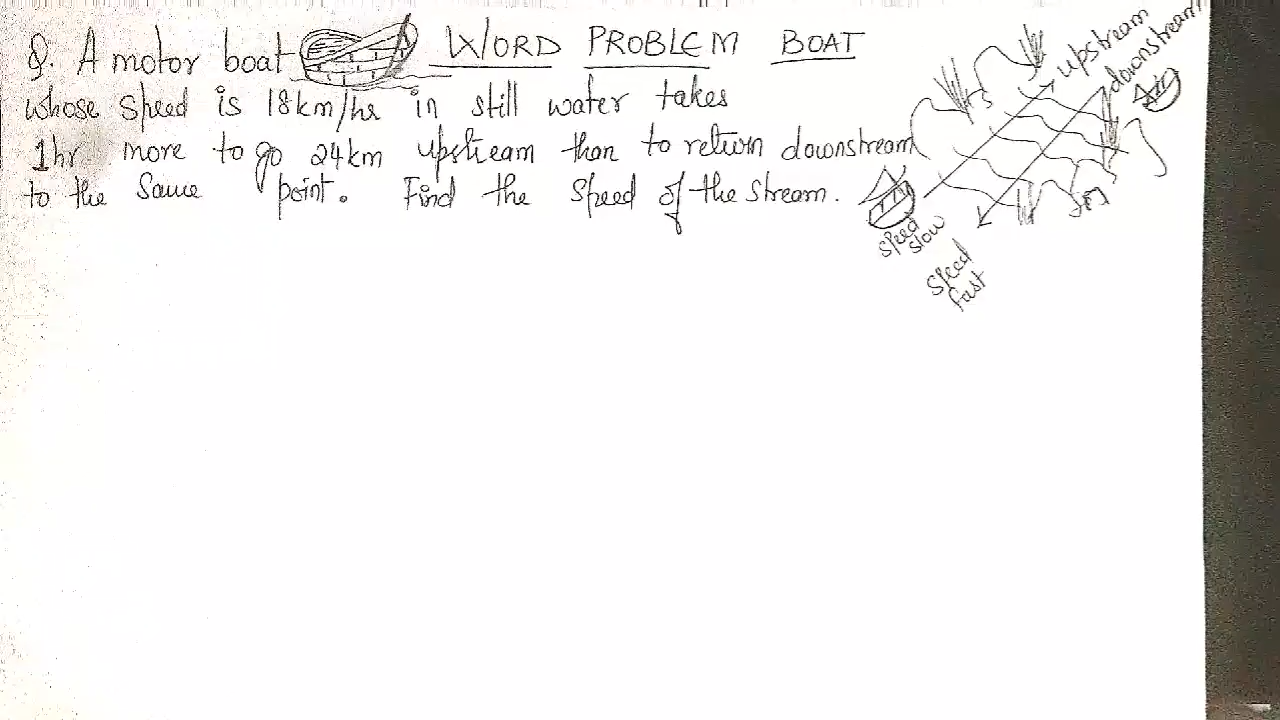 WORD PROBLEM BOAT
Q. A motor boat
whose speed is 18km/hr in still water takes
1hr more to go 24km upstream than to return downstream
to the same point. Find the speed of the stream.
upstream
downstream
speed
slow
speed
fast